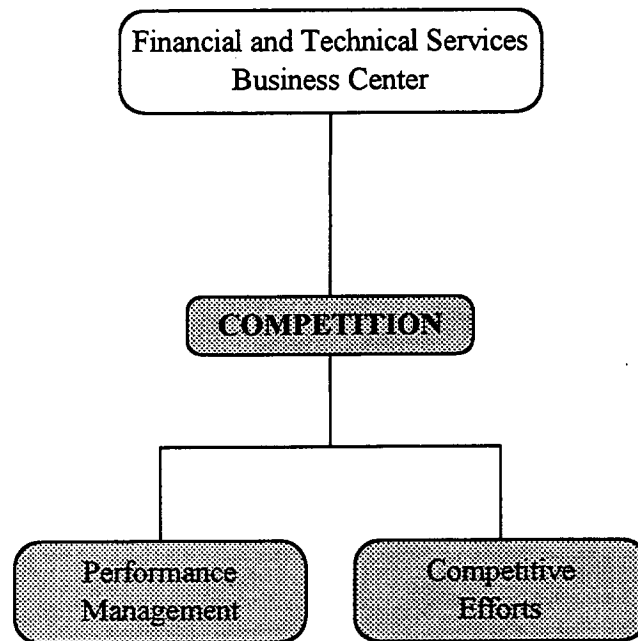 Financial and Technical Services
Business Center
COMPETITION
Performance
Management
Competitive
Efforts